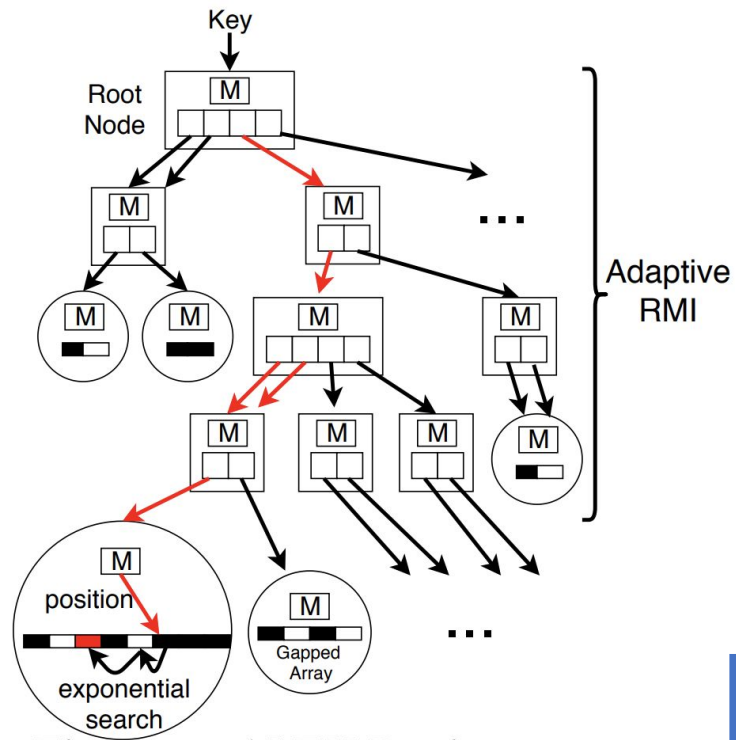 Key
Root
Node
M
M
M
...
M
M
M
M
Adaptive
RMI
M
M
M
M
M
position
exponential
search
M
Gapped
Array
...